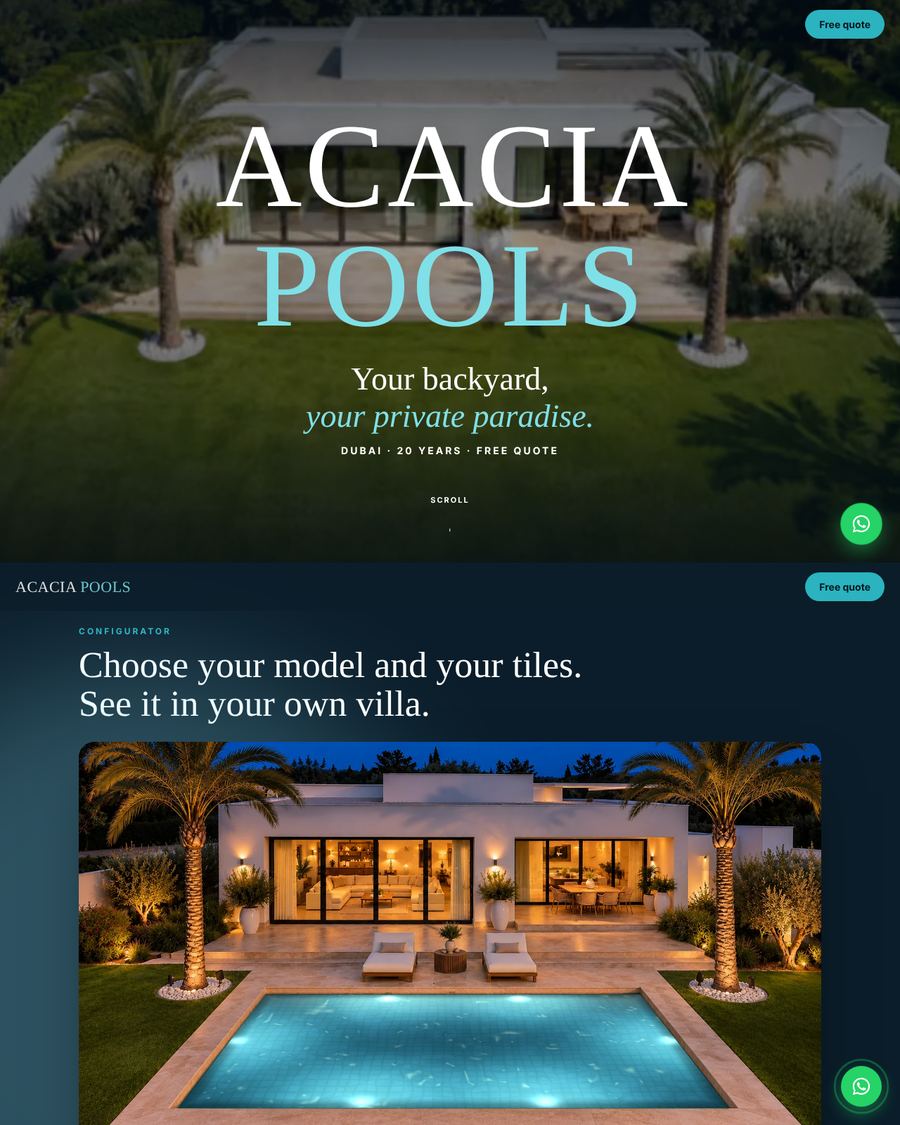 Free quote
ACACIA
POOLS
Your backyard,
your private paradise.
DUBAI · 20 YEARS · FREE QUOTE
SCROLL
ACACIA POOLS
Free quote
CONFIGURATOR
Choose your model and your tiles.
See it in your own villa.